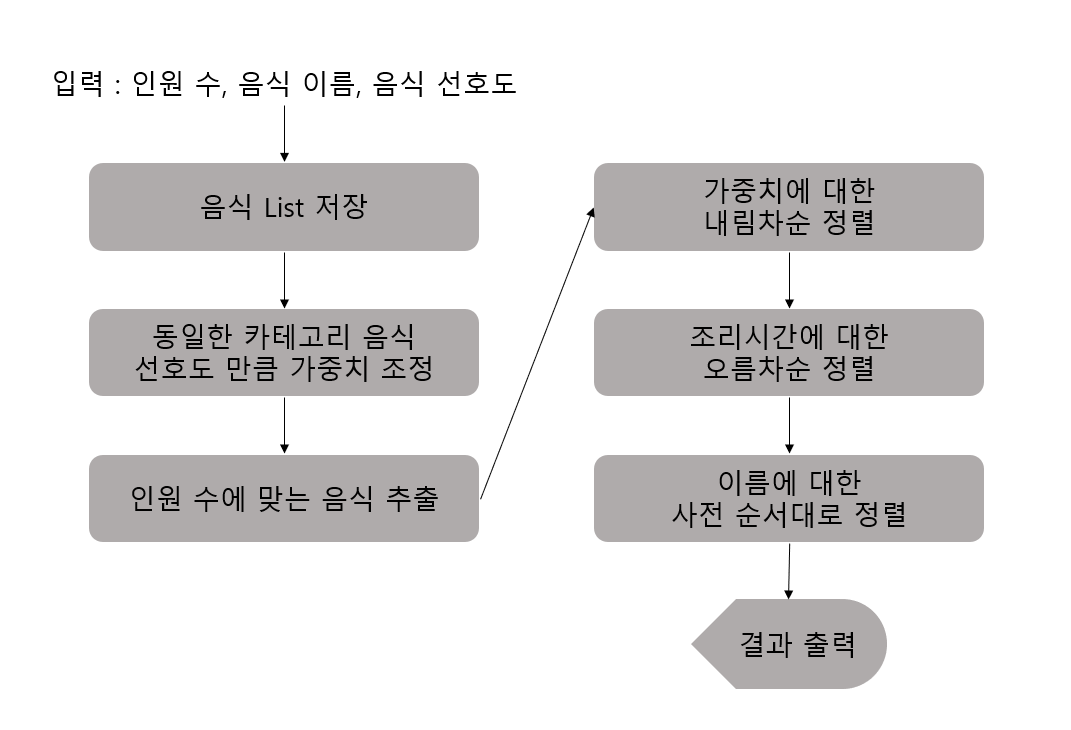 입력 : 인원 수, 음식 이름, 음식 선호도
음식 List 저장
동일한 카테고리 음식
선호도 만큼 가중치 조정
인원 수에 맞는 음식 추출
가중치에 대한
내림차순 정렬
조리시간에 대한
오름차순 정렬
이름에 대한
사전 순서대로 정렬
결과 출력